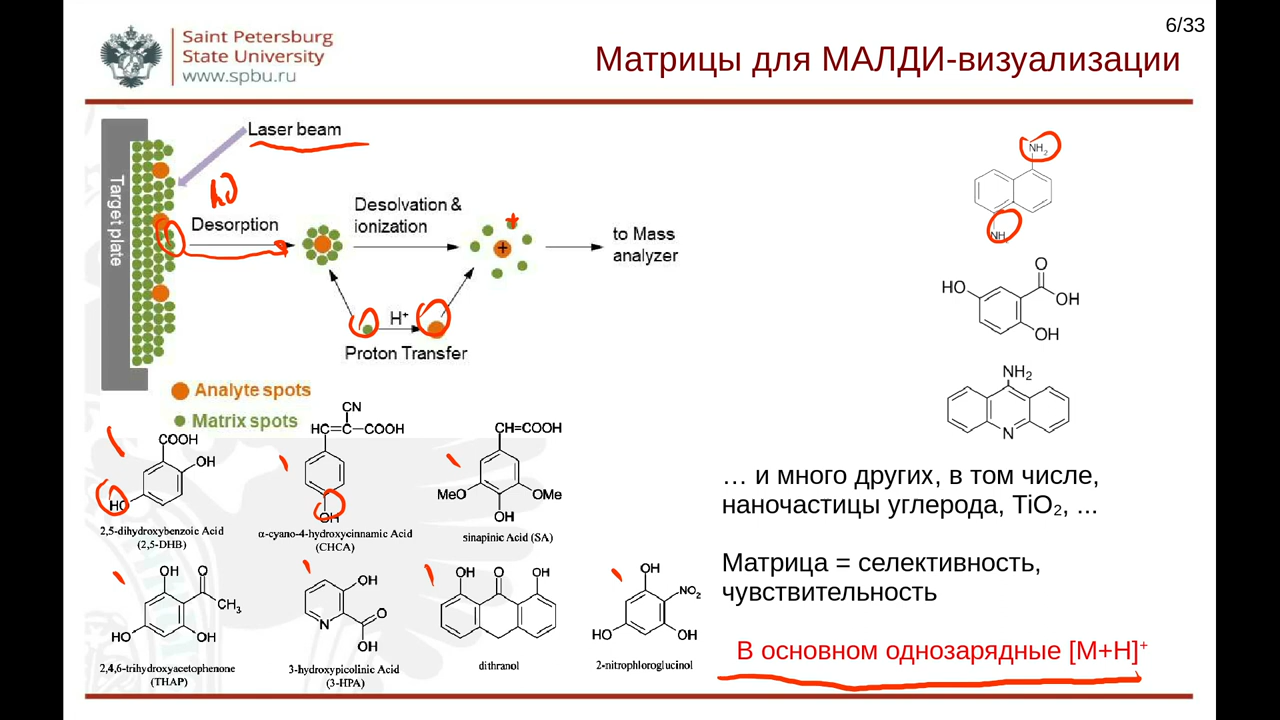 6/33
Saint Petersburg
State University
www.spbu.ru
Матрицы для МАЛДИ-визуализации
Laser beam
Target plate
hν
Desorption
Desolvation &
ionization
to Mass
analyzer
H⁺
Proton Transfer
+
Analyte spots
Matrix spots
NH₂
NH₂
O
HO
OH
OH
NH₂
N
COOH
OH
HO
2,5-dihydroxybenzoic Acid
(2,5-DHB)
CN
HC=C—COOH
OH
α-cyano-4-hydroxycinnamic Acid
(CHCA)
CH=COOH
MeO
OMe
OH
sinapinic Acid (SA)
OH
O
CH₃
HO
OH
2,4,6-trihydroxyacetophenone
(THAP)
OH
N
O
OH
3-hydroxypicolinic Acid
(3-HPA)
OH
O
OH
dithranol
OH
NO₂
HO
OH
2-nitrophloroglucinol
… и много других, в том числе,
наночастицы углерода, TiO₂, ...
Матрица = селективность,
чувствительность
В основном однозарядные [M+H]⁺